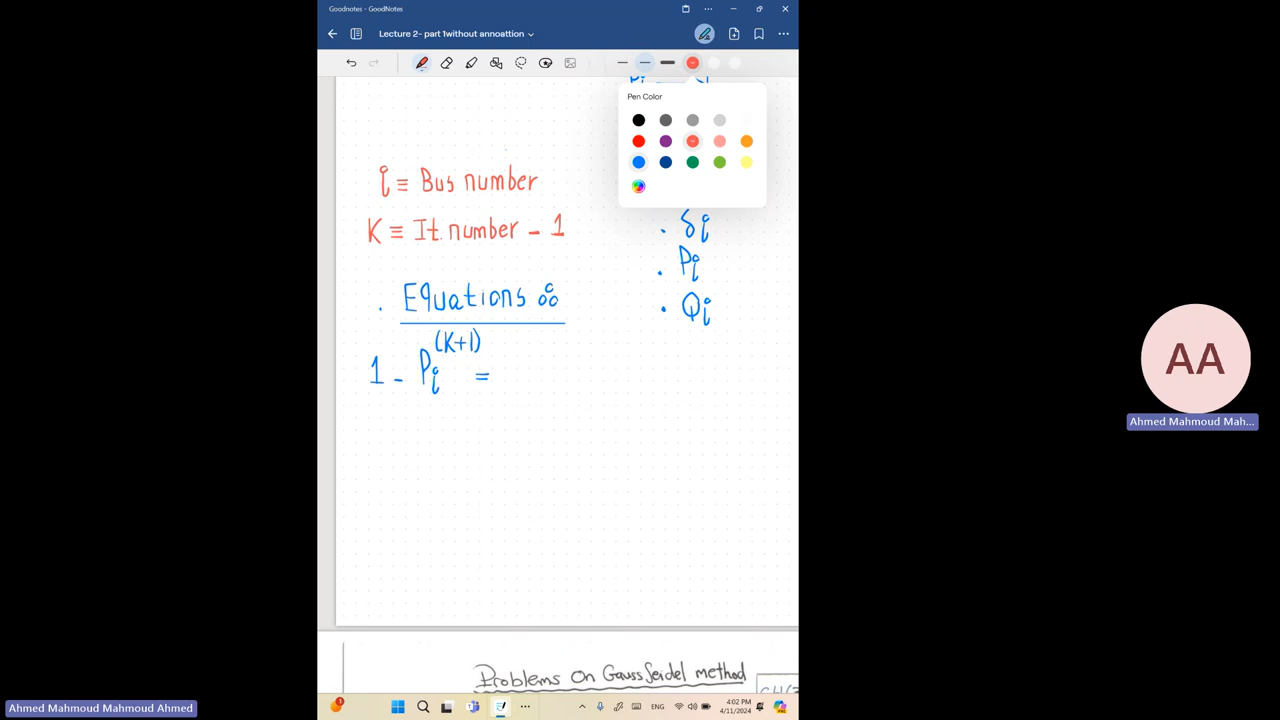 Goodnotes - GoodNotes
Lecture 2- part 1without annoattion
Pen Color
i ≡ Bus number
K ≡ It. number - 1
. δi
. Pi
. Qi
. Equations
1 - Pi^(K+1) =
Problems On Gauss Seidel method
AA
Ahmed Mahmoud Mah...
Ahmed Mahmoud Mahmoud Ahmed
ENG
4:02 PM
4/11/2024